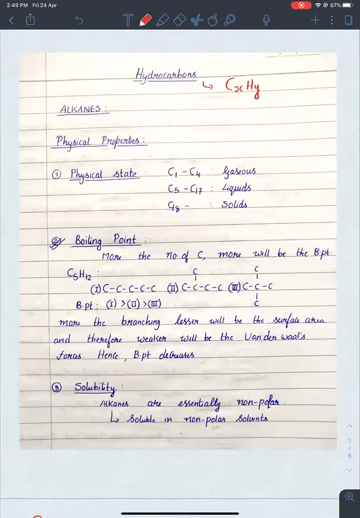 2:49 PM Fri 24 Apr
67%
Hydrocarbons
↳ CxHy
ALKANES:
Physical Properties:
① Physical state C1 - C4 : Gaseous
C5 - C17 : Liquids
C18 - : Solids
② Boiling Point:
More the no of C, more will be the B.pt.
C5H12: C C
(I) C-C-C-C-C (II) C-C-C-C (III) C-C-C
B.pt: (I) > (II) > (III) C
more the branching lesser will be the surface area
and therefore weaker will be the Van der waal's
forces. Hence, B.pt decreases
③ Solubility:
Alkanes are essentially non-polar
↳ Soluble in non-polar solvents